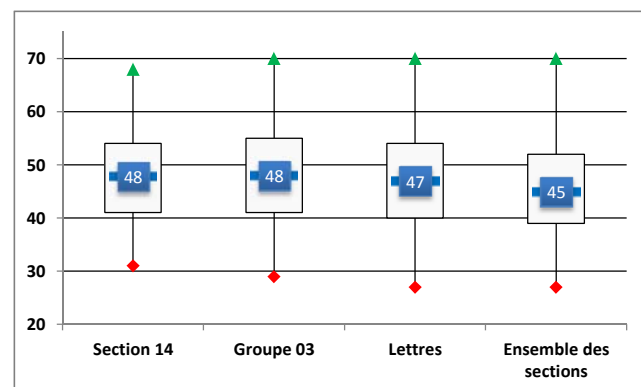 70
60
50
40
30
20
48
48
47
45
Section 14
Groupe 03
Lettres
Ensemble des
sections